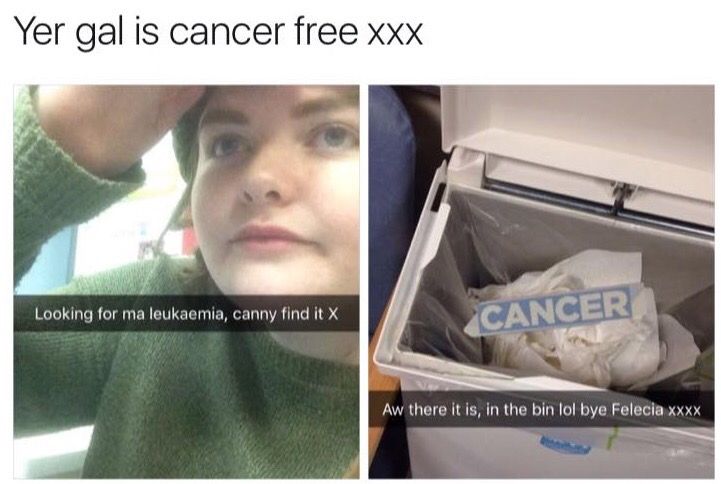 Yer gal is cancer free xxx
Looking for ma leukaemia, canny find it X
CANCER
Aw there it is, in the bin lol bye Felecia xxxx